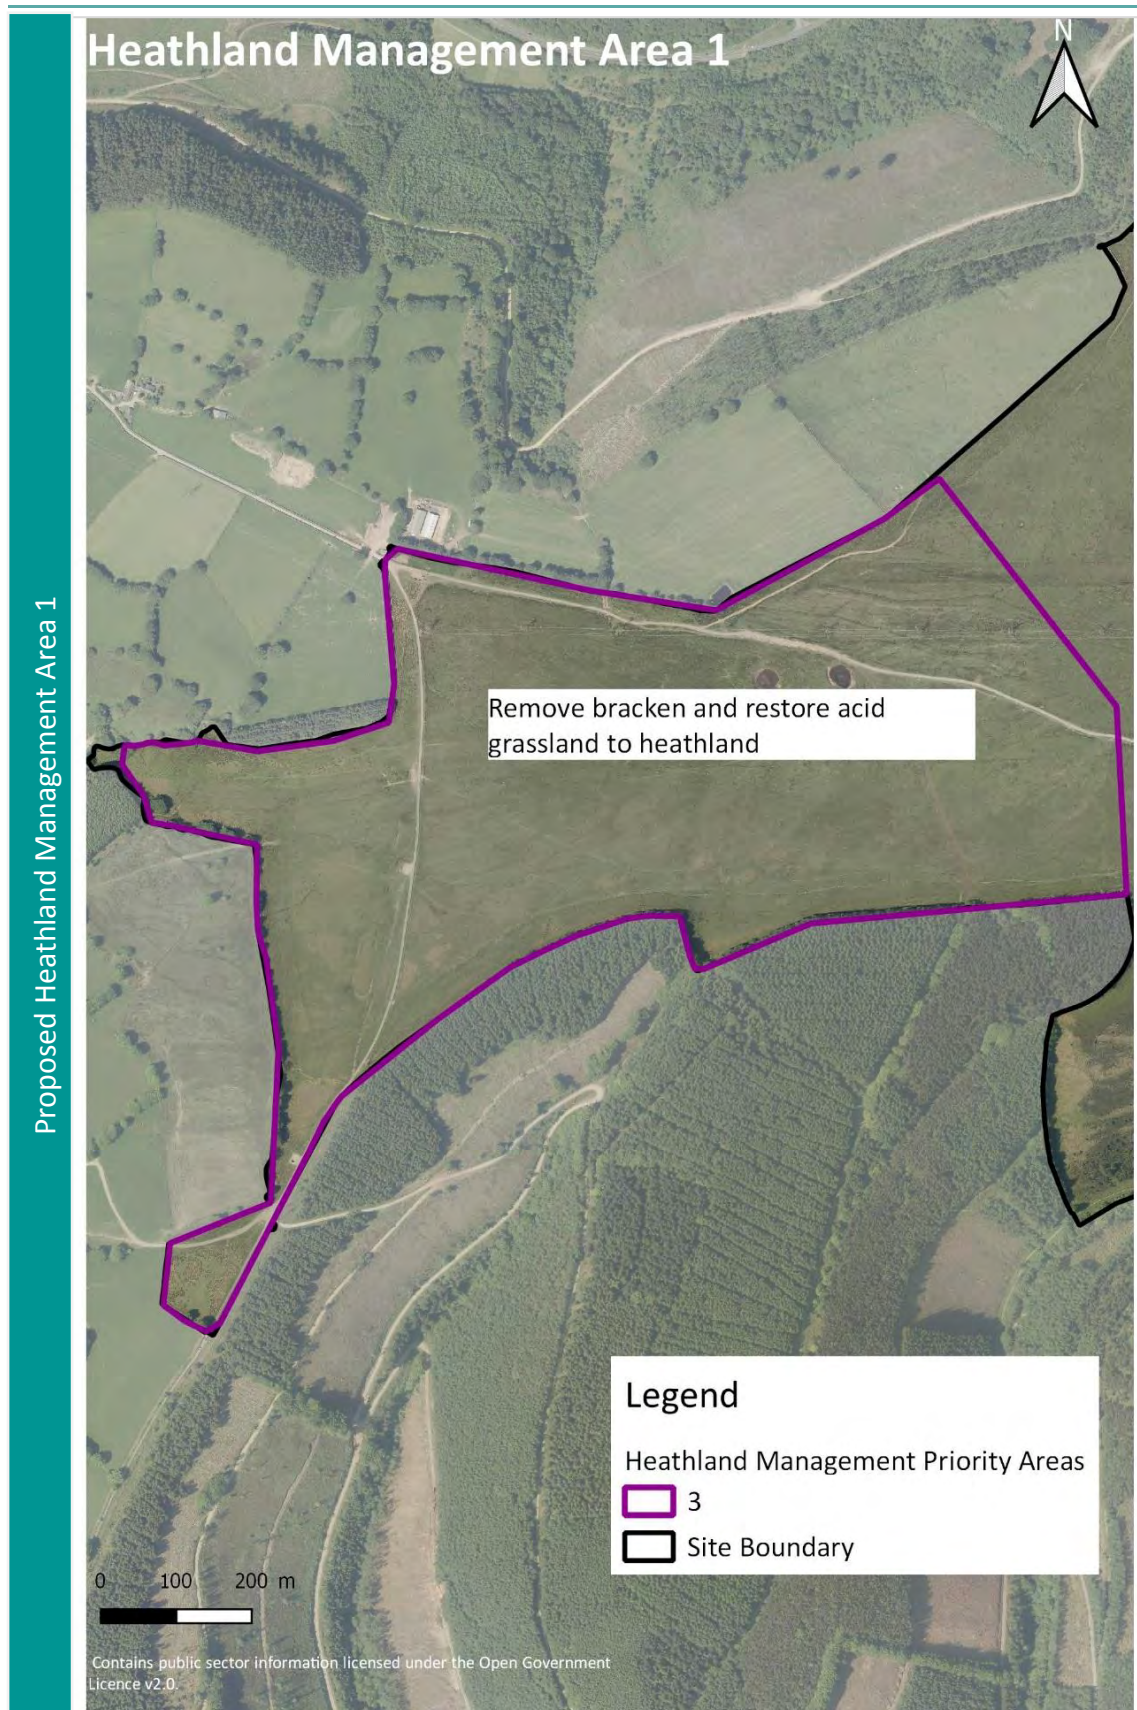 Heathland Management Area 1
N
Proposed Heathland Management Area 1
Remove bracken and restore acid
grassland to heathland
Legend
Heathland Management Priority Areas
3
Site Boundary
0 100 200 m
Contains public sector information licensed under the Open Government
Licence v2.0.